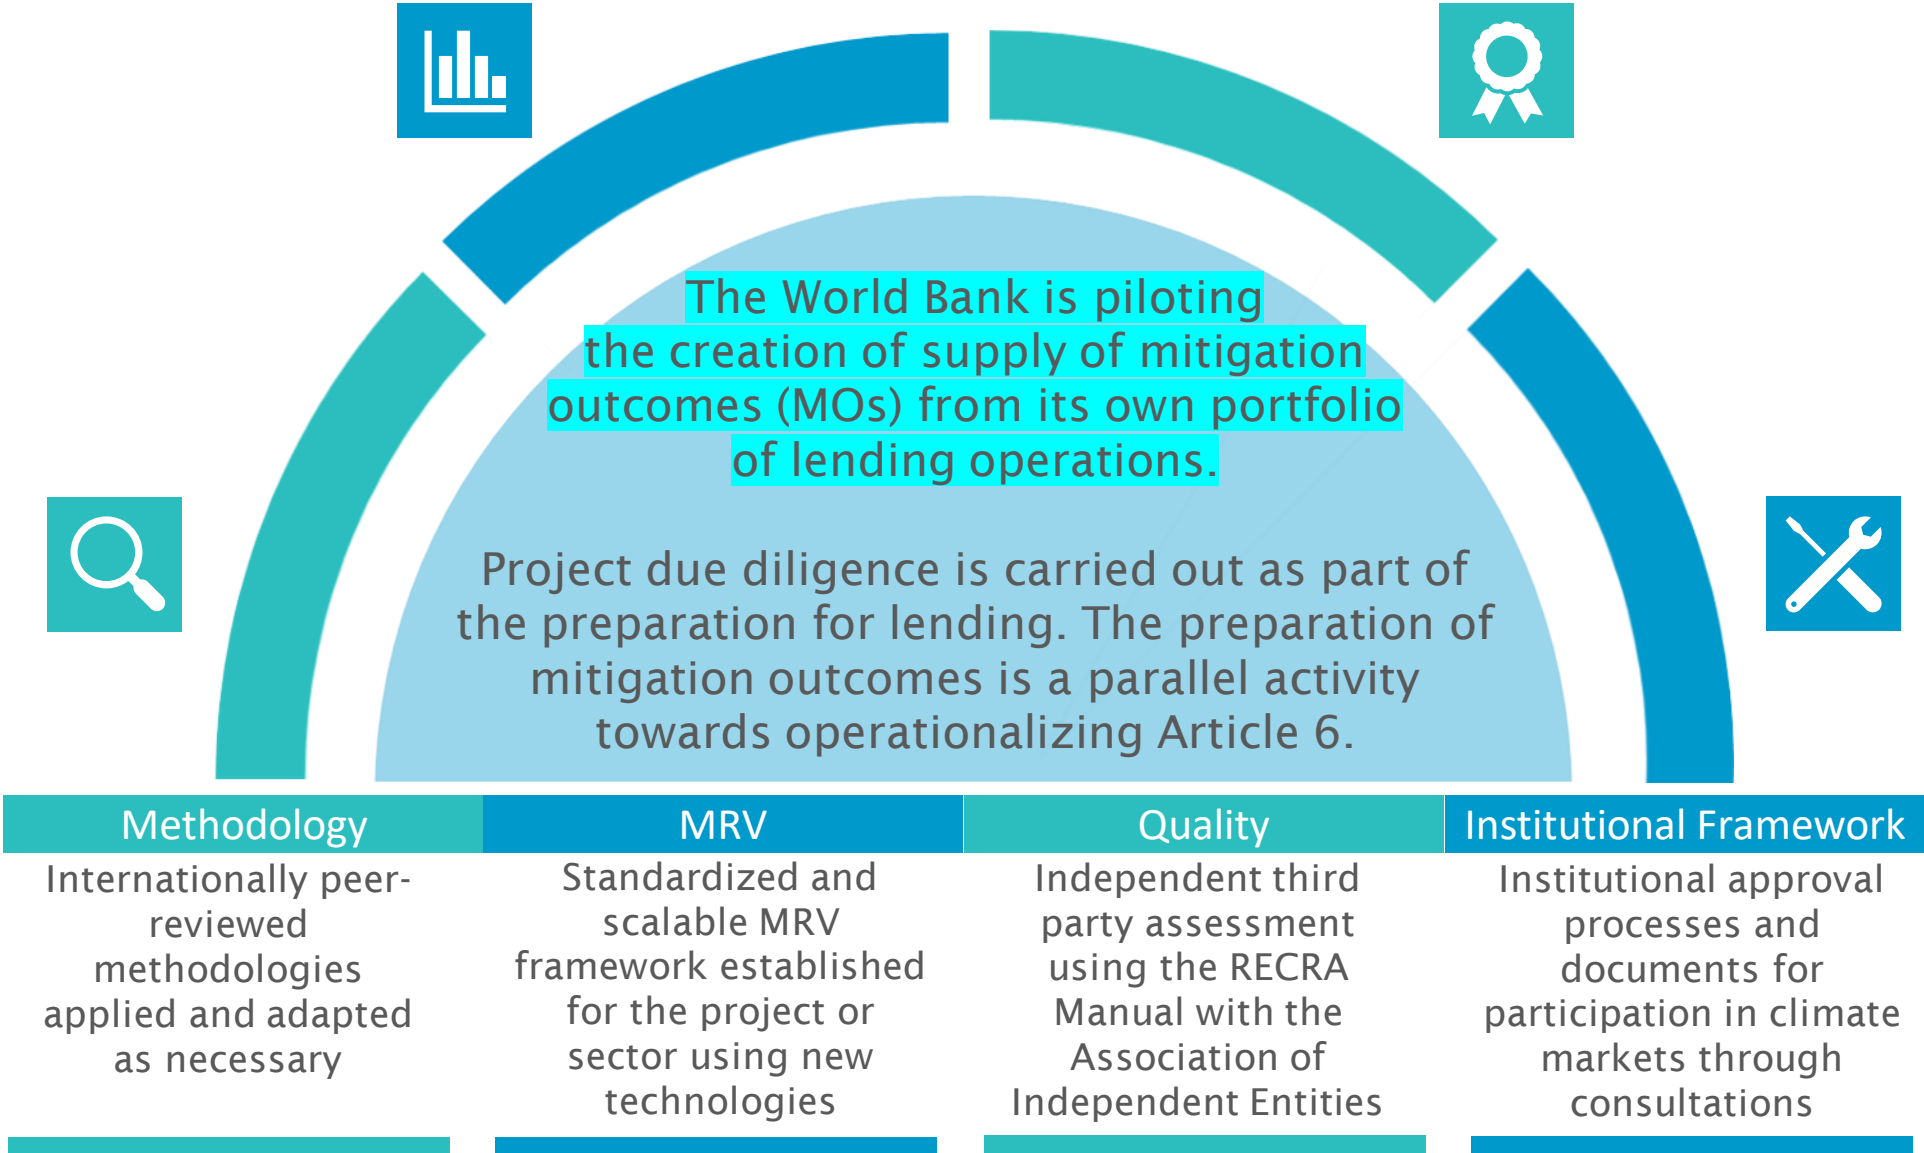 The World Bank is piloting
the creation of supply of mitigation
outcomes (MOs) from its own portfolio
of lending operations.
Project due diligence is carried out as part of
the preparation for lending. The preparation of
mitigation outcomes is a parallel activity
towards operationalizing Article 6.
Methodology
Internationally peer-
reviewed
methodologies
applied and adapted
as necessary
MRV
Standardized and
scalable MRV
framework established
for the project or
sector using new
technologies
Quality
Independent third
party assessment
using the RECRA
Manual with the
Association of
Independent Entities
Institutional Framework
Institutional approval
processes and
documents for
participation in climate
markets through
consultations